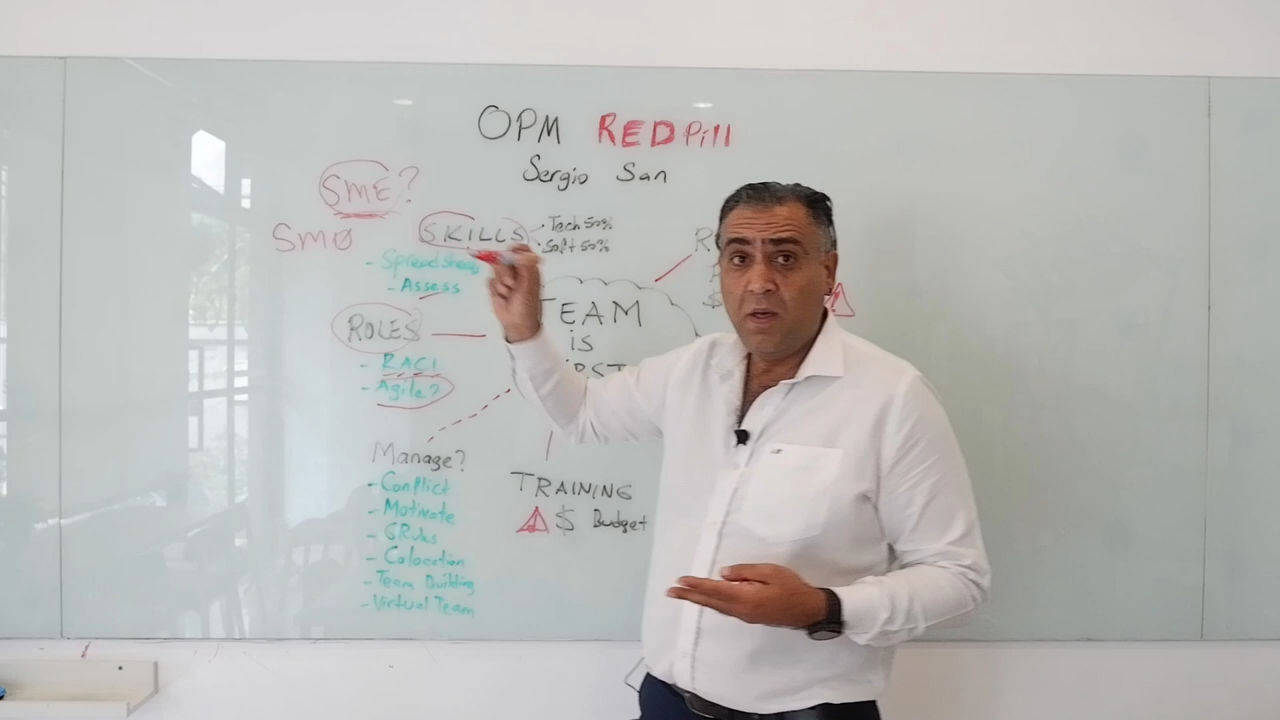 OPM REDPill
Sergio San
SME?
SMO
SKILLS
- Tech 50%
- Soft 50%
- Assess
ROLES
- RACI
- Agile?
TEAM
IS
Manage?
- Conflict
- Motivate
- GRules
- Colocation
- Team Building
- Virtual Team
TRAINING
$ Budget
$